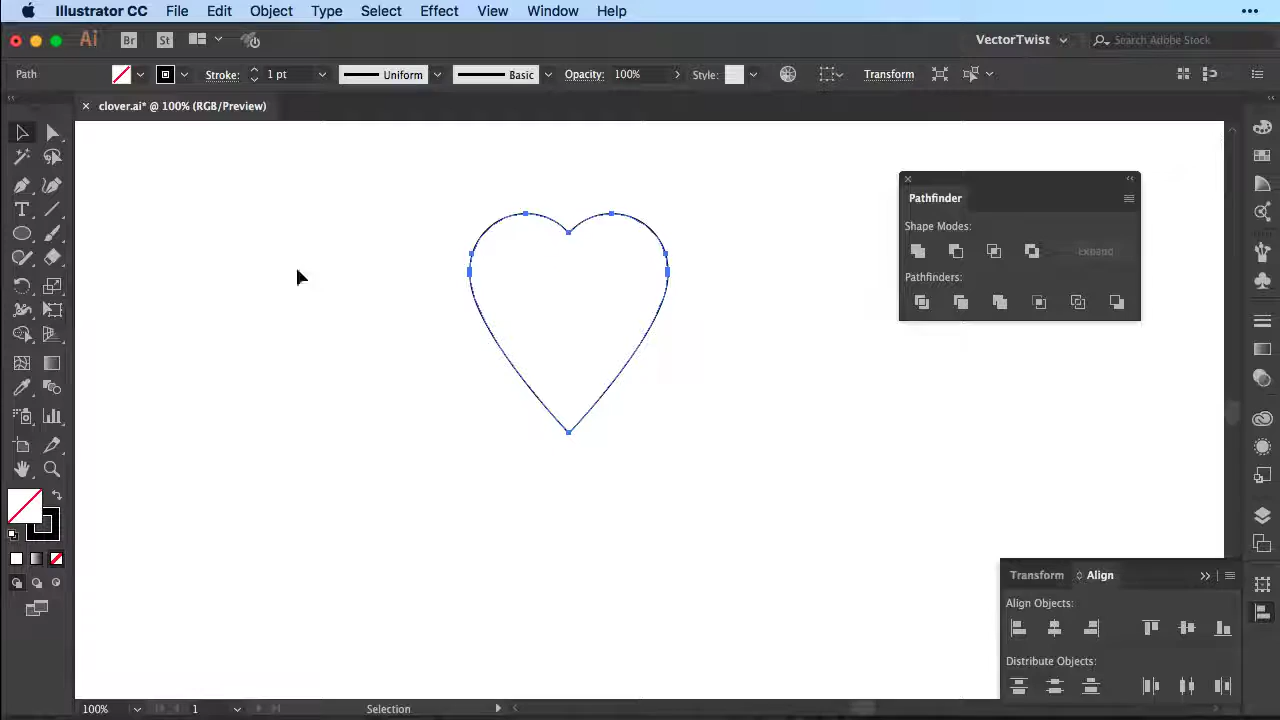 Illustrator CC File Edit Object Type Select Effect View Window Help
Ai Br St VectorTwist Search Adobe Stock
Path Stroke: 1 pt Uniform Basic Opacity: 100% Style: Transform
clover.ai* @ 100% (RGB/Preview)
Pathfinder
Shape Modes:
Expand
Pathfinders:
Transform Align
Align Objects:
Distribute Objects:
100% 1 Selection